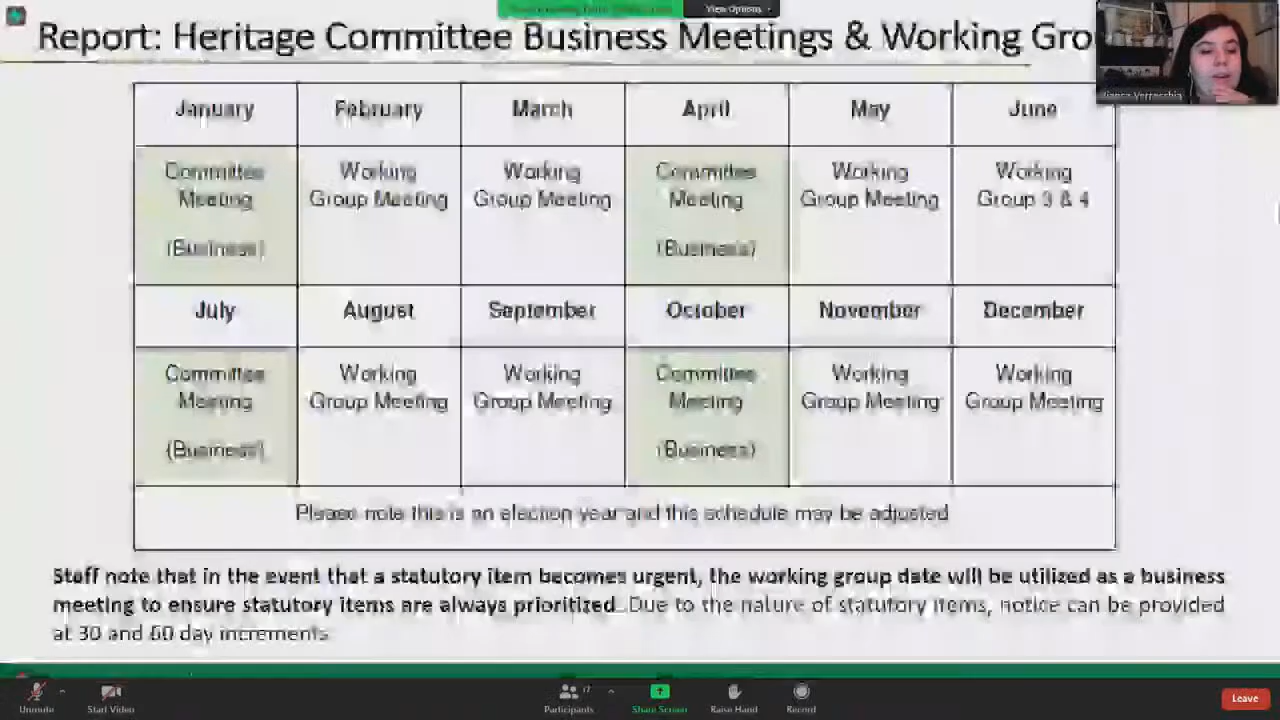 View Options
Report: Heritage Committee Business Meetings & Working Gro
January February March April May June
Committee Meeting (Business)
Working Group Meeting
Working Group Meeting
Committee Meeting (Business)
Working Group Meeting
Working Group 3 & 4
July August September October November December
Committee Meeting (Business)
Working Group Meeting
Working Group Meeting
Committee Meeting (Business)
Working Group Meeting
Working Group Meeting
Please note this is an election year and this schedule may be adjusted
Staff note that in the event that a statutory item becomes urgent, the working group date will be utilized as a business
meeting to ensure statutory items are always prioritized. Due to the nature of statutory items, notice can be provided
at 30 and 60 day increments
Unmute Start Video Participants 17 Share Screen Raise Hand Record Leave